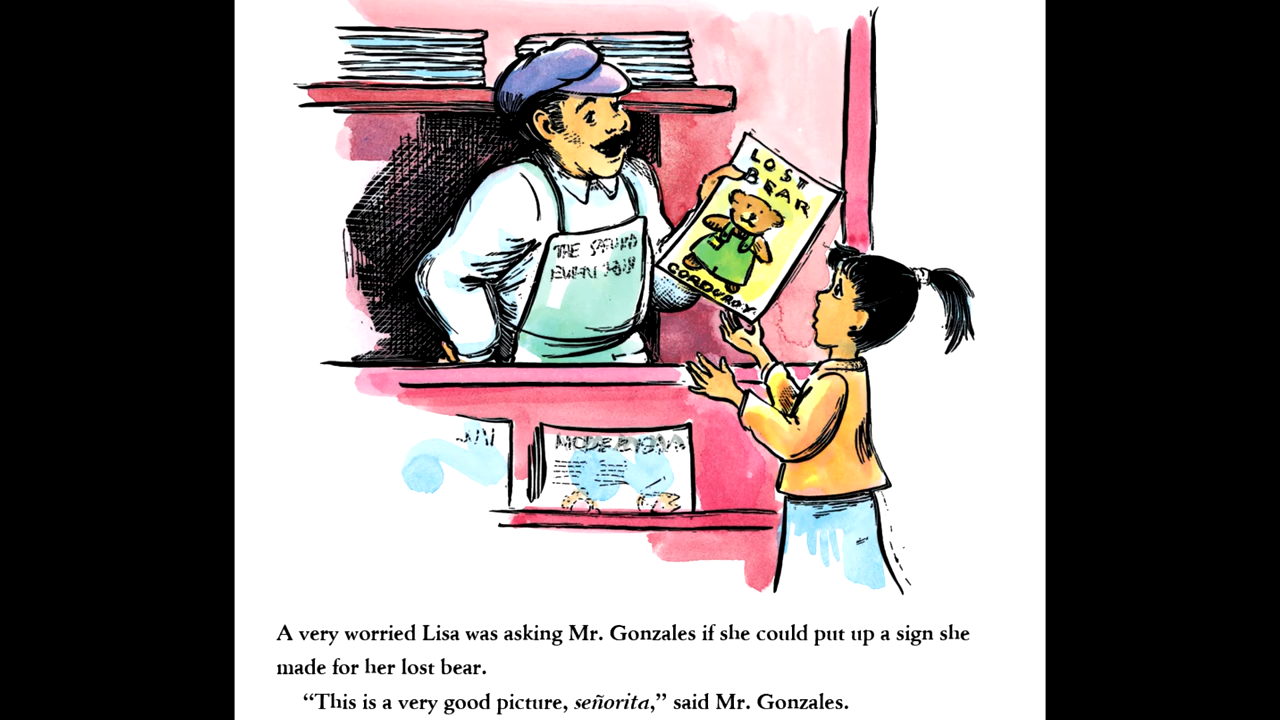 LOST
BEAR
CORDUROY
THE
A very worried Lisa was asking Mr. Gonzales if she could put up a sign she
made for her lost bear.
“This is a very good picture, señorita,” said Mr. Gonzales.